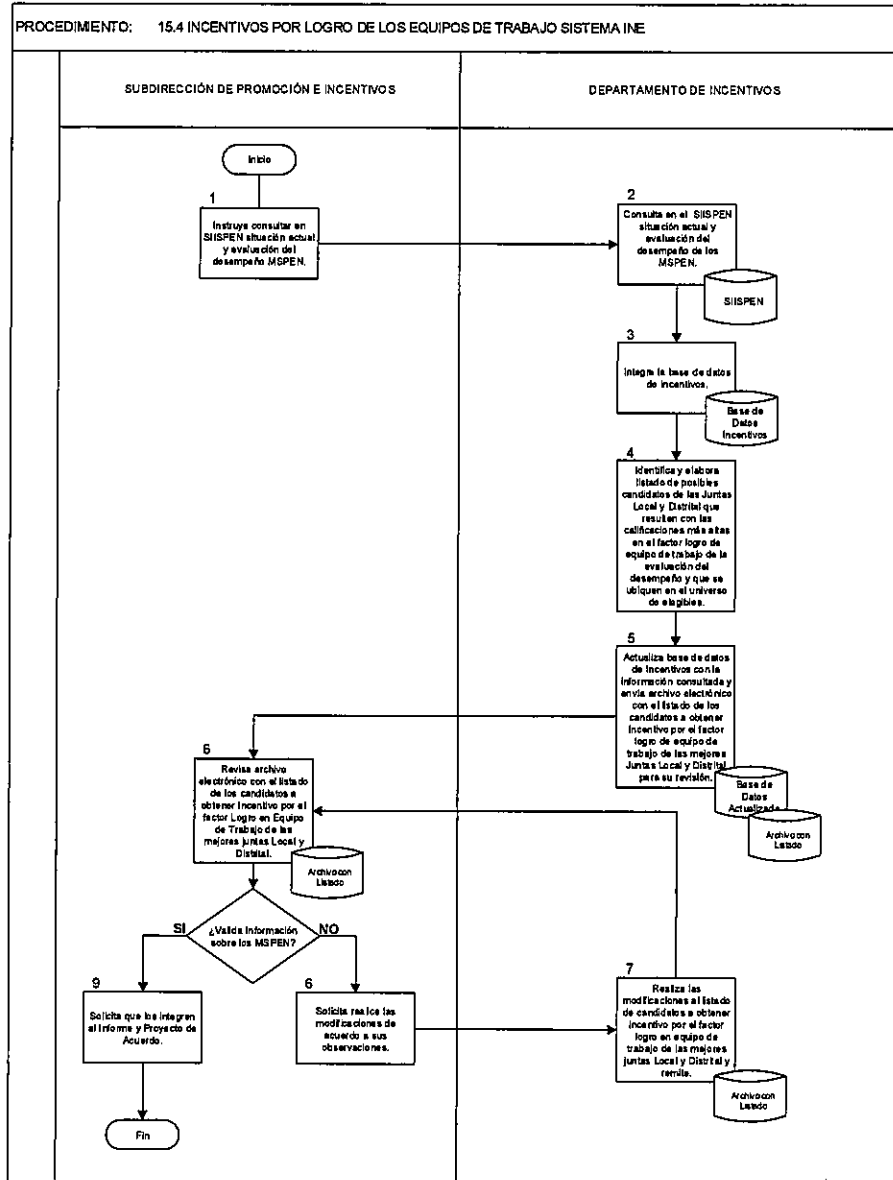 PROCEDIMIENTO: 15.4 INCENTIVOS POR LOGRO DE LOS EQUIPOS DE TRABAJO SISTEMA INE
SUBDIRECCIÓN DE PROMOCIÓN E INCENTIVOS
DEPARTAMENTO DE INCENTIVOS
Inicio
1
Instruye consultar en
SIISPEN situación actual
y evaluación del
desempeño MSPEN.
2
Consulta en el SIISPEN
situación actual y
evaluación del
desempeño de los
MSPEN.
SIISPEN
3
Integra la base de datos
de incentivos.
Base de
Datos
Incentivos
4
Identifica y elabora
listado de posibles
candidatos de las Juntas
Local y Distrital que
resulten con las
calificaciones más altas
en el factor logro de
equipo de trabajo de la
evaluación del
desempeño y que se
ubiquen en el universo
de elegibles.
5
Actualiza base de datos
de Incentivos con la
información consultada y
envía archivo electrónico
con el listado de los
candidatos a obtener
Incentivo por el factor
logro de equipo de
trabajo de las mejores
Juntas Local y Distrital
para su revisión.
Base de
Datos
Actualizada
Archivo con
Listado
6
Revisa archivo
electrónico con el listado
de los candidatos a
obtener Incentivo por el
factor Logro en Equipo
de Trabajo de las
mejores juntas Local y
Distrital.
Archivo con
Listado
¿Valida Información
sobre los MSPEN?
SI
NO
9
Solicita que los integren
al Informe y Proyecto de
Acuerdo.
6
Solicita realice las
modificaciones de
acuerdo a sus
observaciones.
7
Realiza las
modificaciones al listado
de candidatos a obtener
incentivo por el factor
logro en equipo de
trabajo de las mejores
juntas Local y Distrital y
remite.
Archivo con
Listado
Fin